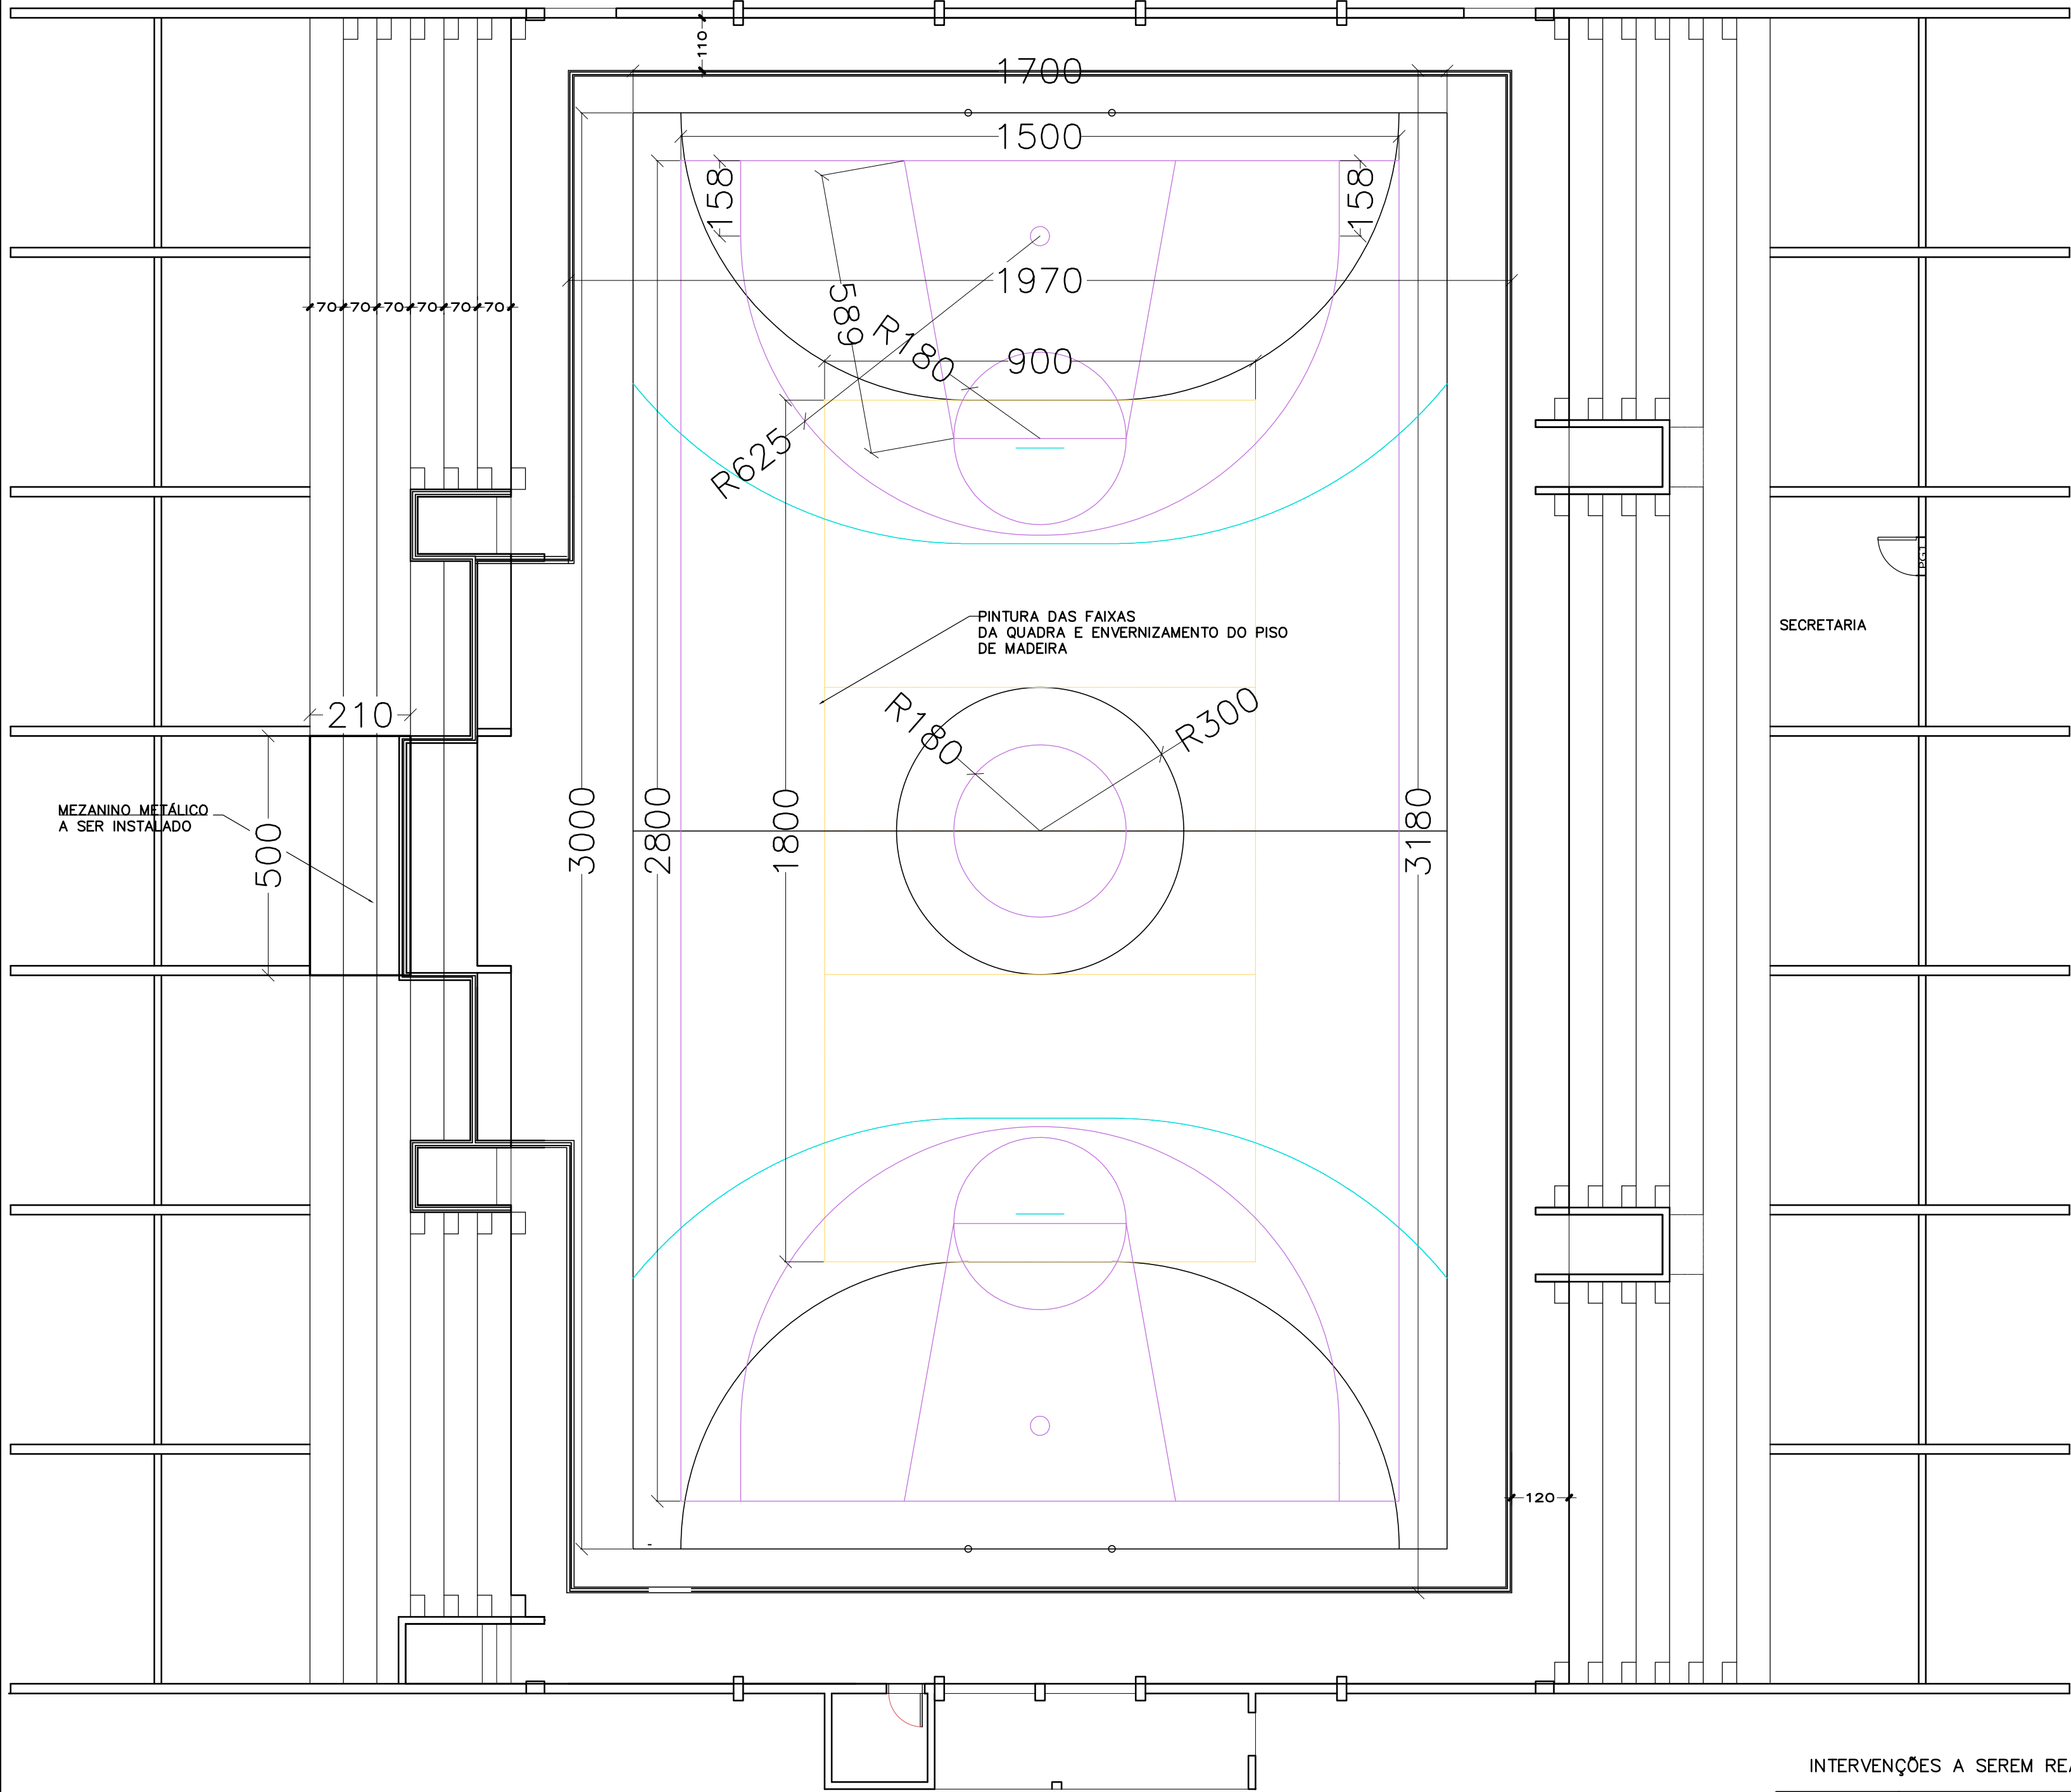 110
1700
1500
158
158
1970
70 70 70 70 70 70
589
R180
900
R625
PINTURA DAS FAIXAS
DA QUADRA E ENVERNIZAMENTO DO PISO
DE MADEIRA
PG1
SECRETARIA
210
R180
R300
MEZANINO METÁLICO
A SER INSTALADO
500
3000
2800
1800
3180
120
INTERVENÇÕES A SEREM REA